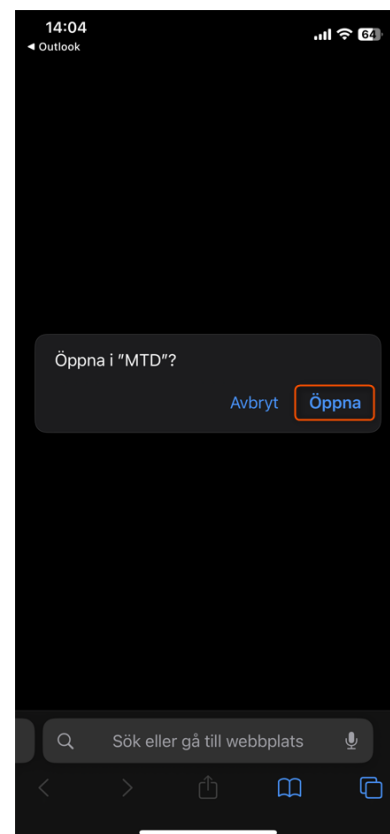 14:04
64
◀ Outlook
Öppna i ”MTD”?
Avbryt Öppna
Sök eller gå till webbplats